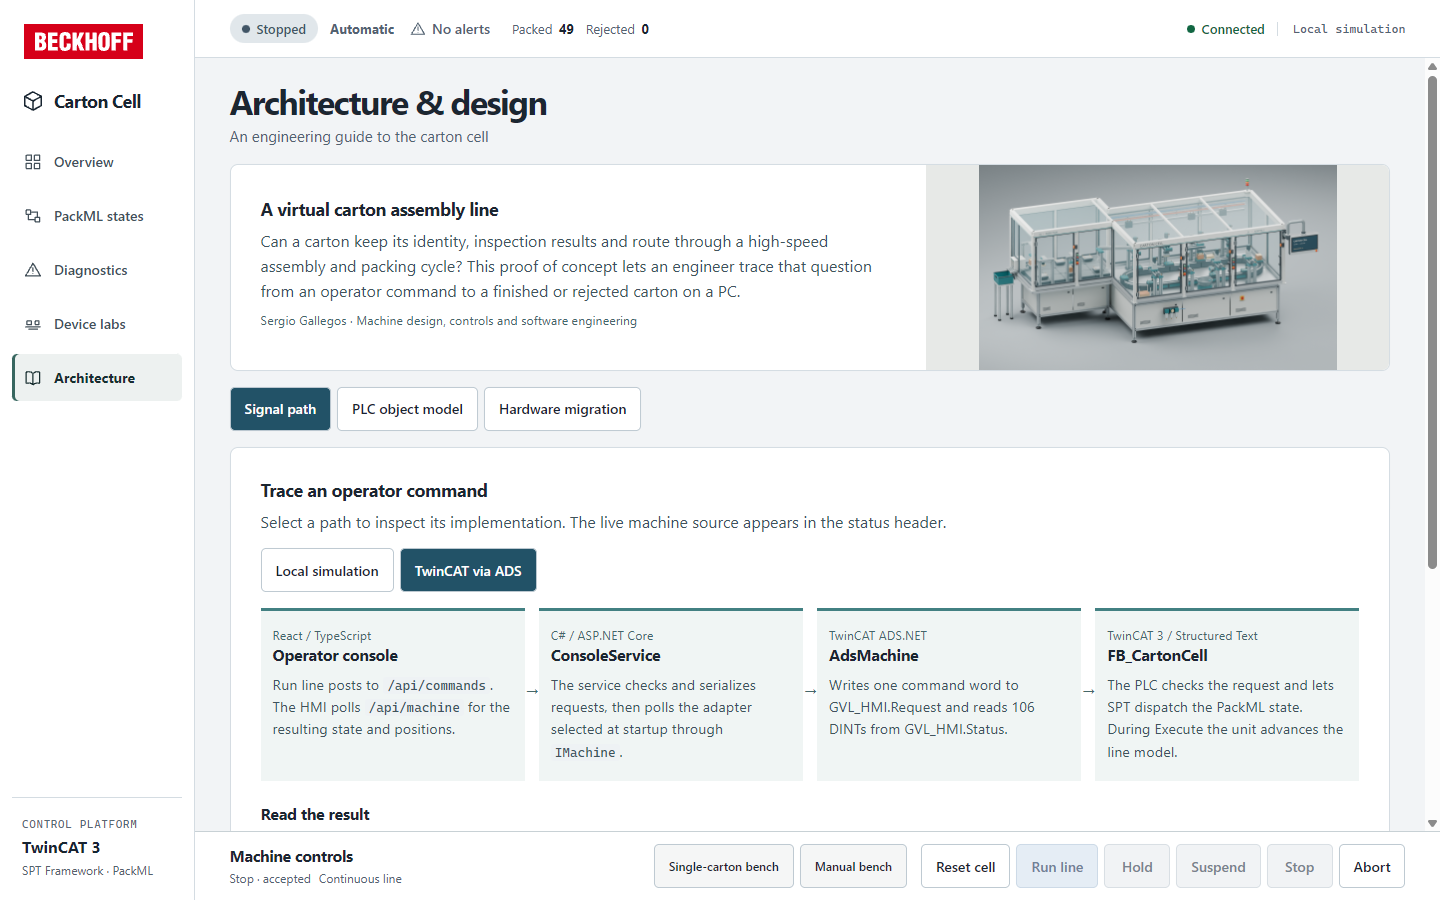 BECKHOFF
Carton Cell
Overview
PackML states
Diagnostics
Device labs
Architecture
CONTROL PLATFORM
TwinCAT 3
SPT Framework · PackML
Stopped
Automatic
No alerts
Packed 49
Rejected 0
Connected
Local simulation
Architecture & design
An engineering guide to the carton cell
A virtual carton assembly line
Can a carton keep its identity, inspection results and route through a high-speed
assembly and packing cycle? This proof of concept lets an engineer trace that question
from an operator command to a finished or rejected carton on a PC.
Sergio Gallegos · Machine design, controls and software engineering
Signal path
PLC object model
Hardware migration
Trace an operator command
Select a path to inspect its implementation. The live machine source appears in the status header.
Local simulation
TwinCAT via ADS
React / TypeScript
Operator console
Run line posts to /api/commands.
The HMI polls /api/machine for the
resulting state and positions.
→
C# / ASP.NET Core
ConsoleService
The service checks and serializes
requests, then polls the adapter
selected at startup through
IMachine.
→
TwinCAT ADS.NET
AdsMachine
Writes one command word to
GVL_HMI.Request and reads 106
DINTs from GVL_HMI.Status.
→
TwinCAT 3 / Structured Text
FB_CartonCell
The PLC checks the request and lets
SPT dispatch the PackML state.
During Execute the unit advances the
line model.
Read the result
Machine controls
Stop · accepted Continuous line
Single-carton bench
Manual bench
Reset cell
Run line
Hold
Suspend
Stop
Abort